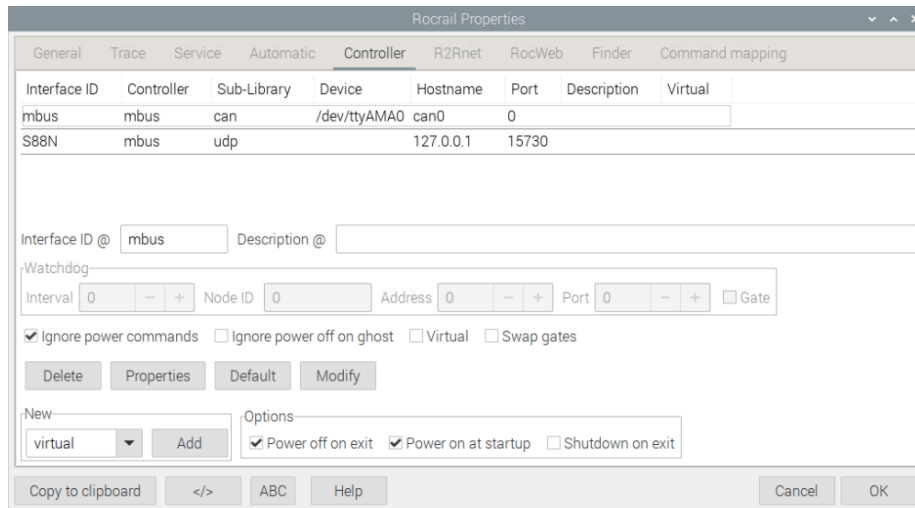 Rocrail Properties
General Trace Service Automatic Controller R2Rnet RocWeb Finder Command mapping
Interface ID Controller Sub-Library Device Hostname Port Description Virtual
mbus mbus can /dev/ttyAMA0 can0 0
S88N mbus udp 127.0.0.1 15730
Interface ID @ mbus Description @
Watchdog
Interval 0 − + Node ID 0 Address 0 − + Port 0 − + Gate
Ignore power commands Ignore power off on ghost Virtual Swap gates
Delete Properties Default Modify
New Options
virtual Add Power off on exit Power on at startup Shutdown on exit
Copy to clipboard </> ABC Help Cancel OK